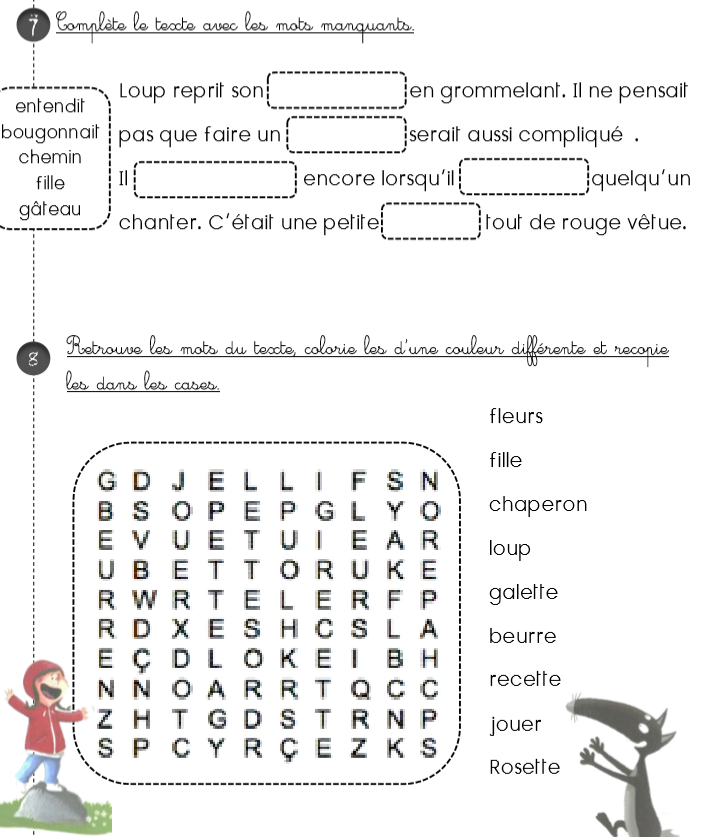 7 Complète le texte avec les mots manquants.
entendit
bougonnait
chemin
fille
gâteau
Loup reprit son en grommelant. Il ne pensait
pas que faire un serait aussi compliqué .
Il encore lorsqu'il quelqu'un
chanter. C'était une petite tout de rouge vêtue.
8 Retrouve les mots du texte, colorie les d'une couleur différente et recopie
les dans les cases.
G D J E L L I F S N
B S O P E P G L Y O
E V U E T U I E A R
U B E T T O R U K E
R W R T E L E R F P
R D X E S H C S L A
E Ç D L O K E I B H
N N O A R R T Q C C
Z H T G D S T R N P
S P C Y R Ç E Z K S
fleurs
fille
chaperon
loup
galette
beurre
recette
jouer
Rosette